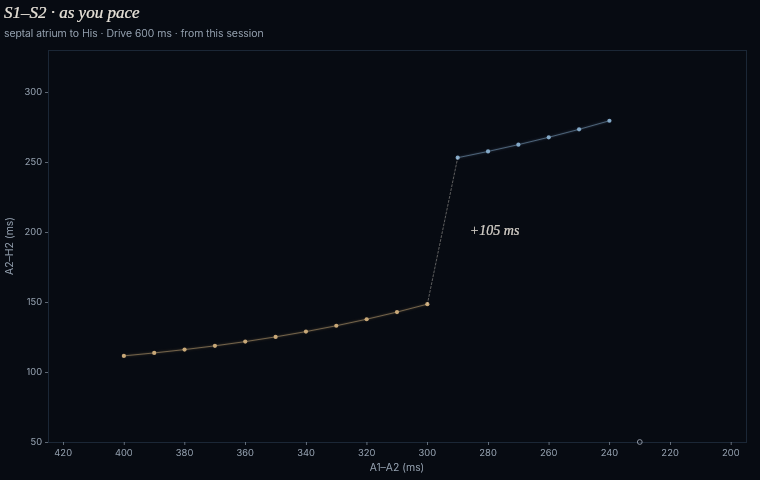 S1–S2 · as you pace
septal atrium to His · Drive 600 ms · from this session
300
250
200
150
100
50
A2–H2 (ms)
+105 ms
420 400 380 360 340 320 300 280 260 240 220 200
A1–A2 (ms)